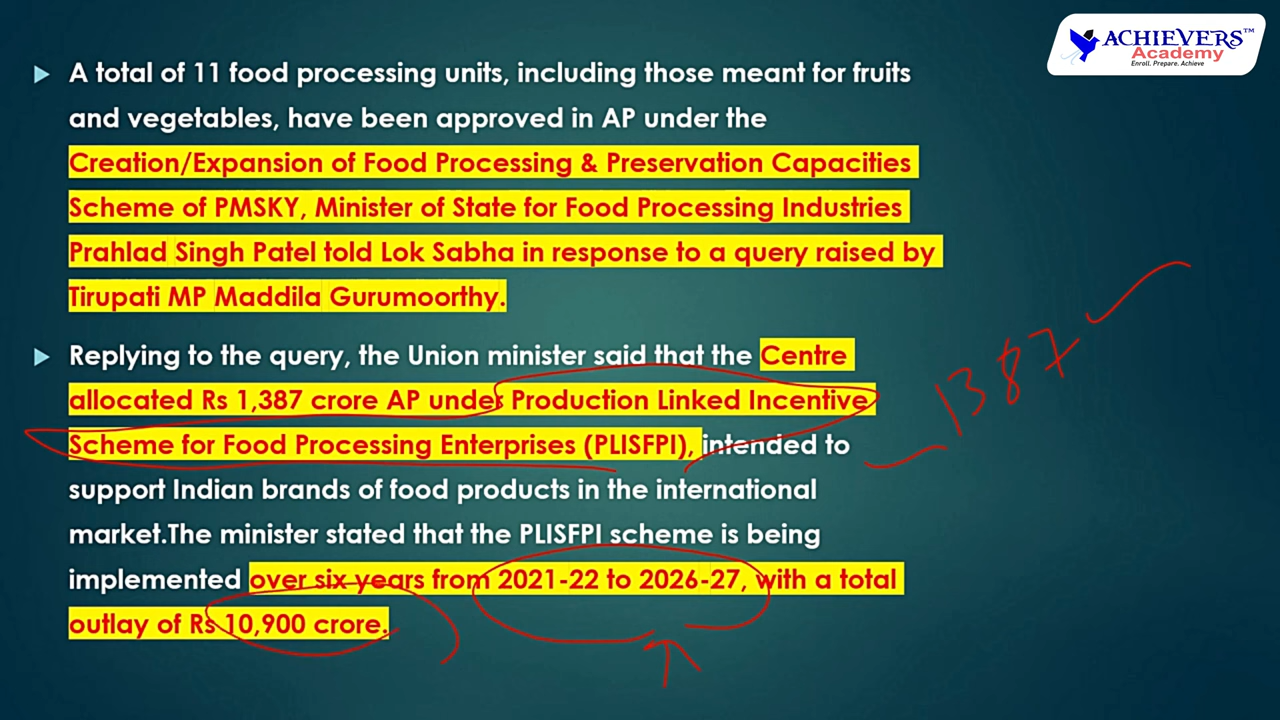 ACHIEVERS™
Academy
Enroll. Prepare. Achieve
A total of 11 food processing units, including those meant for fruits
and vegetables, have been approved in AP under the
Creation/Expansion of Food Processing & Preservation Capacities
Scheme of PMSKY, Minister of State for Food Processing Industries
Prahlad Singh Patel told Lok Sabha in response to a query raised by
Tirupati MP Maddila Gurumoorthy.
Replying to the query, the Union minister said that the Centre
allocated Rs 1,387 crore AP under Production Linked Incentive
Scheme for Food Processing Enterprises (PLISFPI), intended to
support Indian brands of food products in the international
market.The minister stated that the PLISFPI scheme is being
implemented over six years from 2021-22 to 2026-27, with a total
outlay of Rs 10,900 crore.
1387